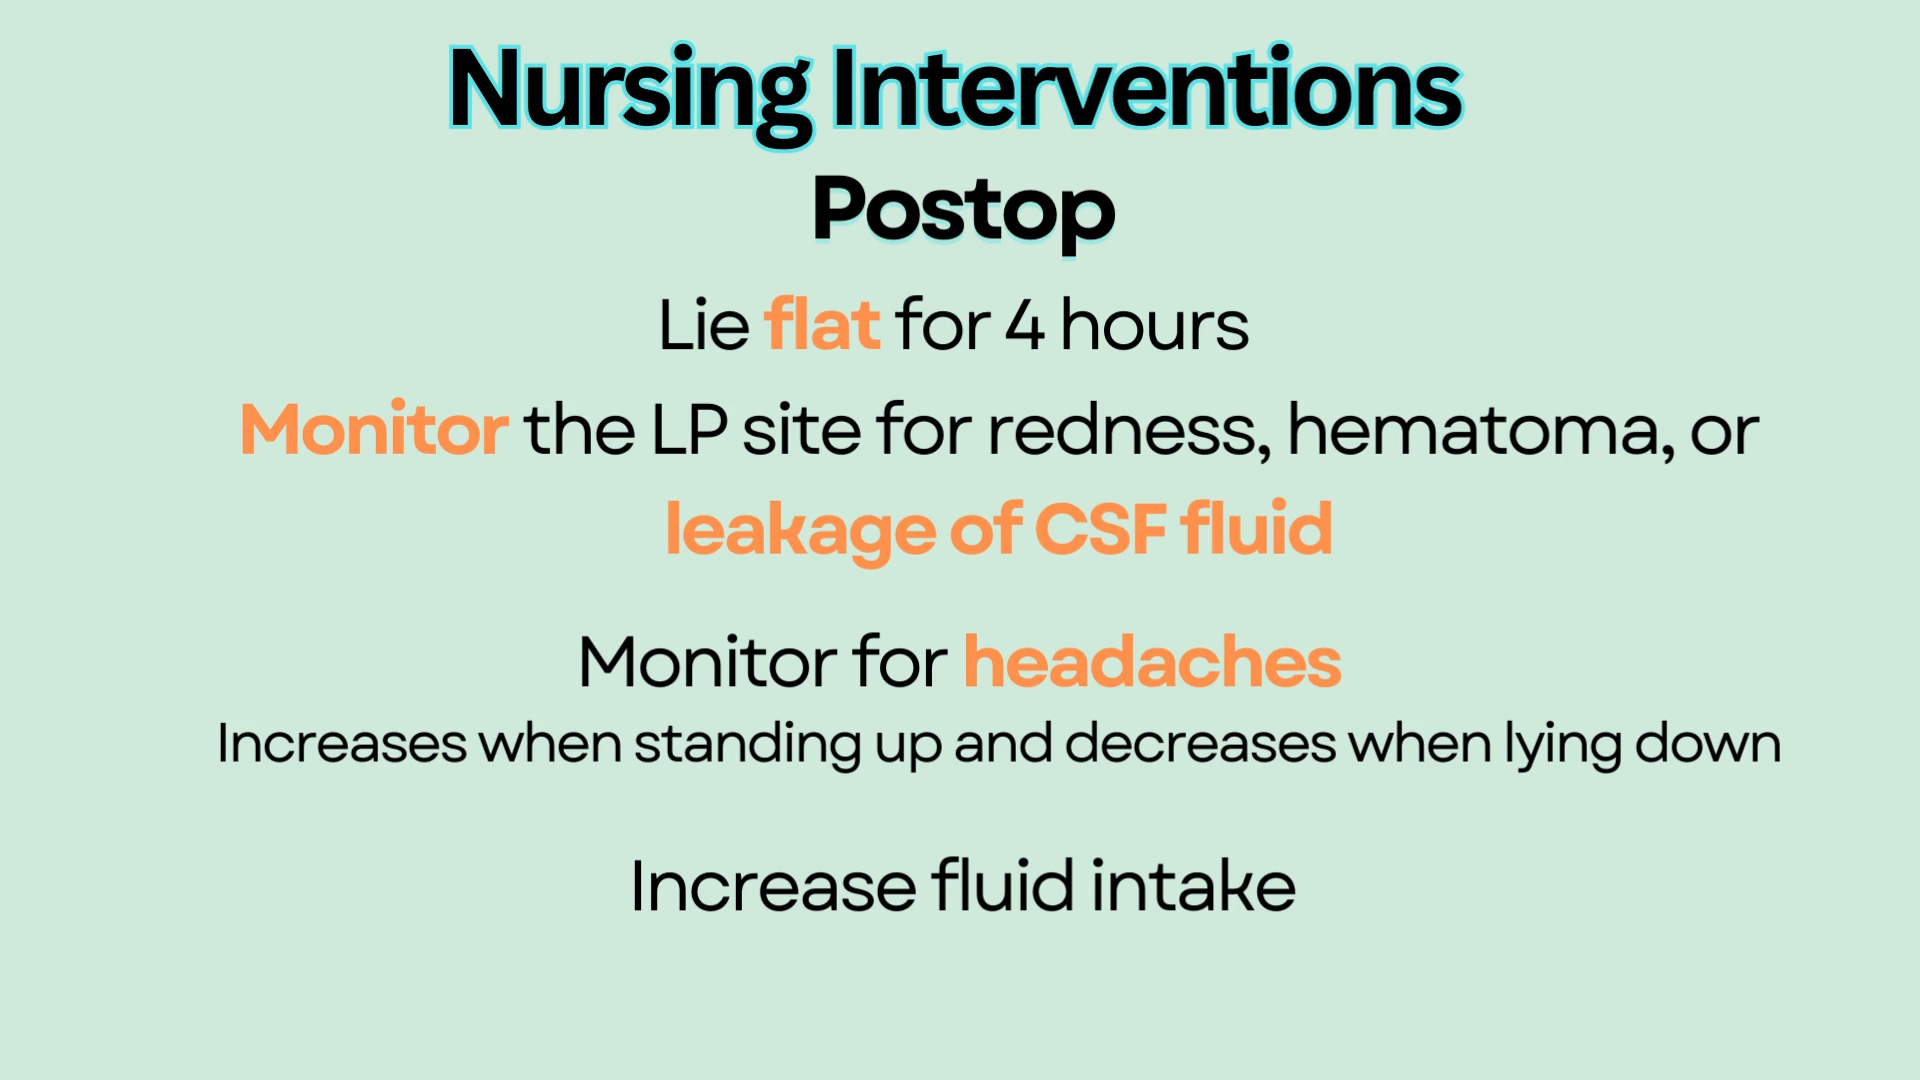 Nursing Interventions
Postop
Lie flat for 4 hours
Monitor the LP site for redness, hematoma, or
leakage of CSF fluid
Monitor for headaches
Increases when standing up and decreases when lying down
Increase fluid intake